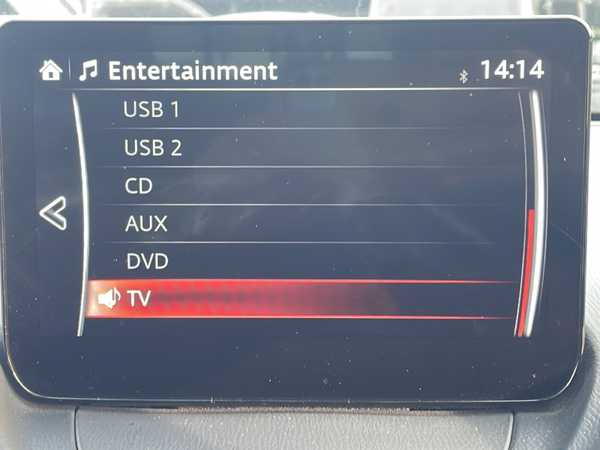 Entertainment 14:14
USB 1
USB 2
CD
AUX
DVD
TV